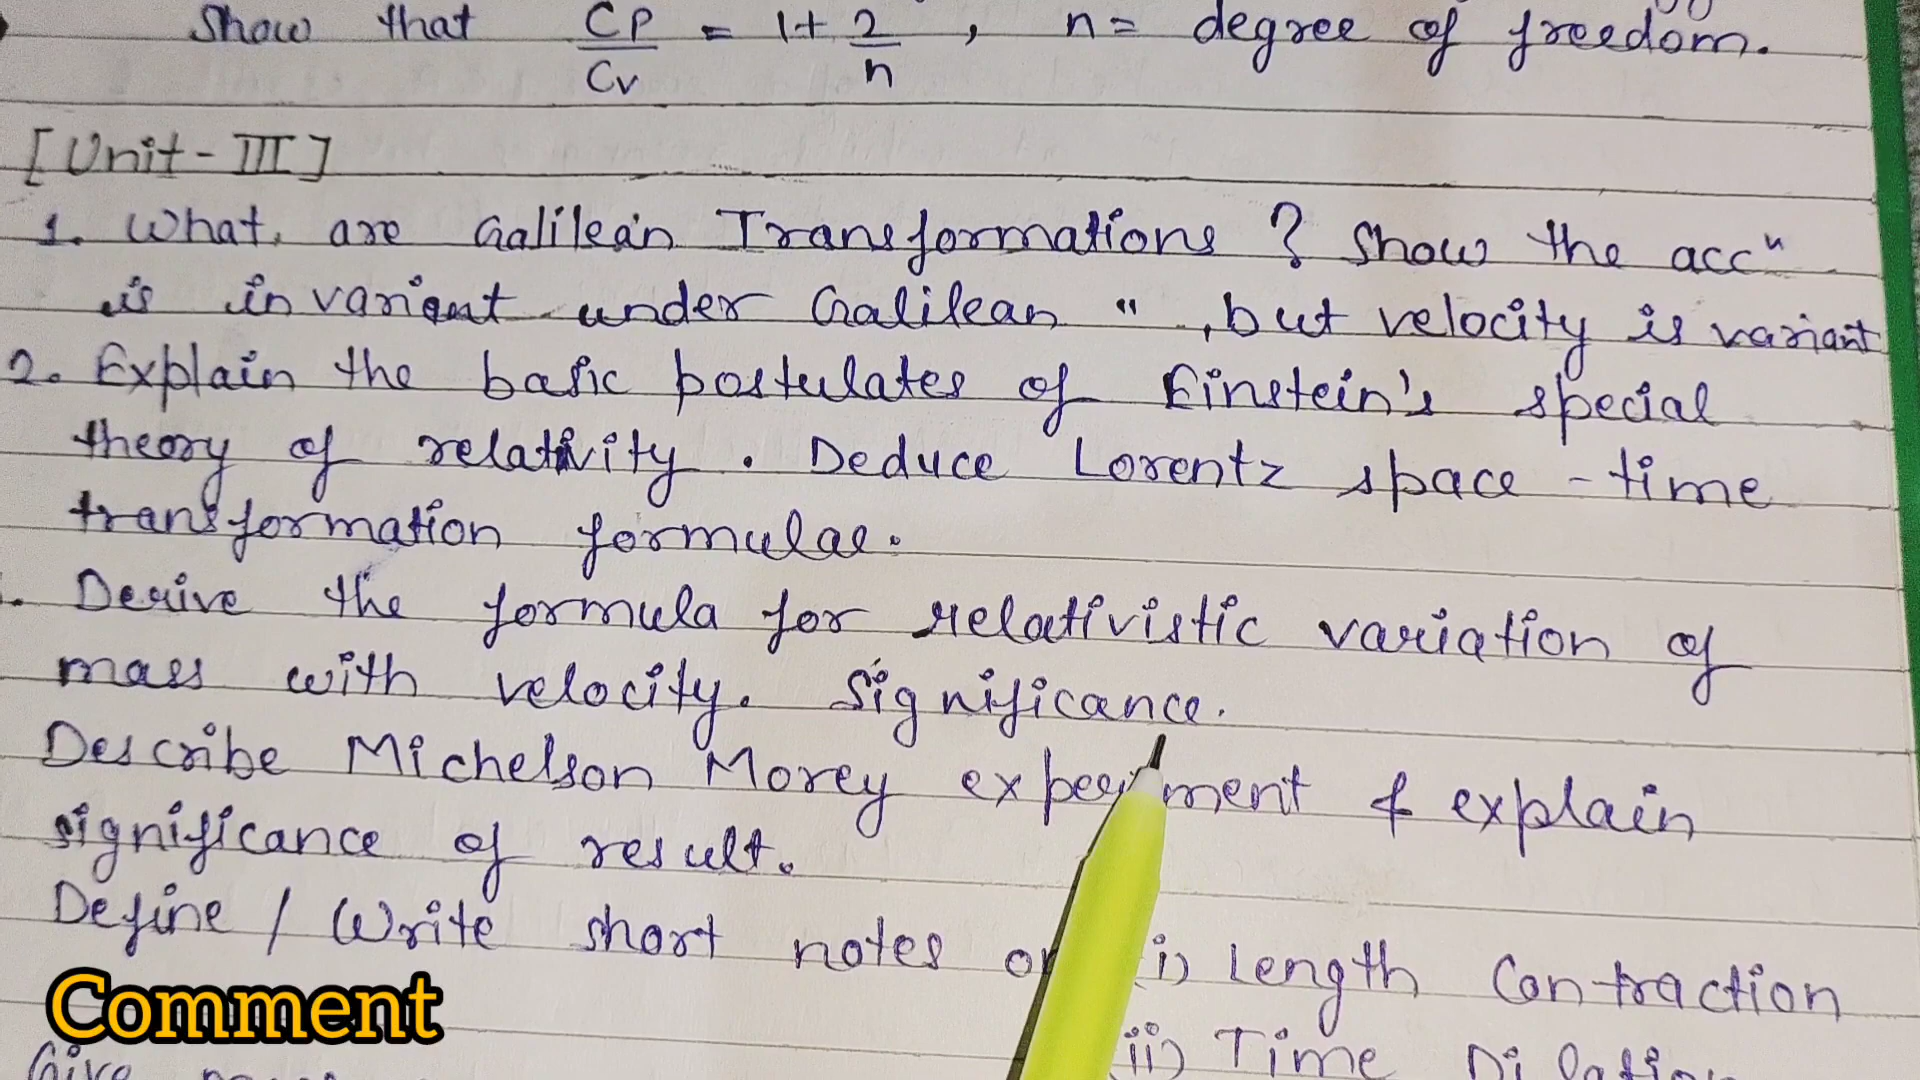 Show that CP/Cv = 1 + 2/n , n = degree of freedom.
[Unit - III]
1. What are Galilean Transformations ? Show the accⁿ
is invariant under Galilean " , but velocity is variant
2. Explain the basic postulates of Einstein's special
theory of relativity. Deduce Lorentz space - time
transformation formulae.
. Derive the formula for relativistic variation of
mass with velocity. Significance.
Describe Michelson Morey experiment & explain
significance of result.
Define / Write short notes on i) Length Contraction
ii) Time Dilation
Comment
Give